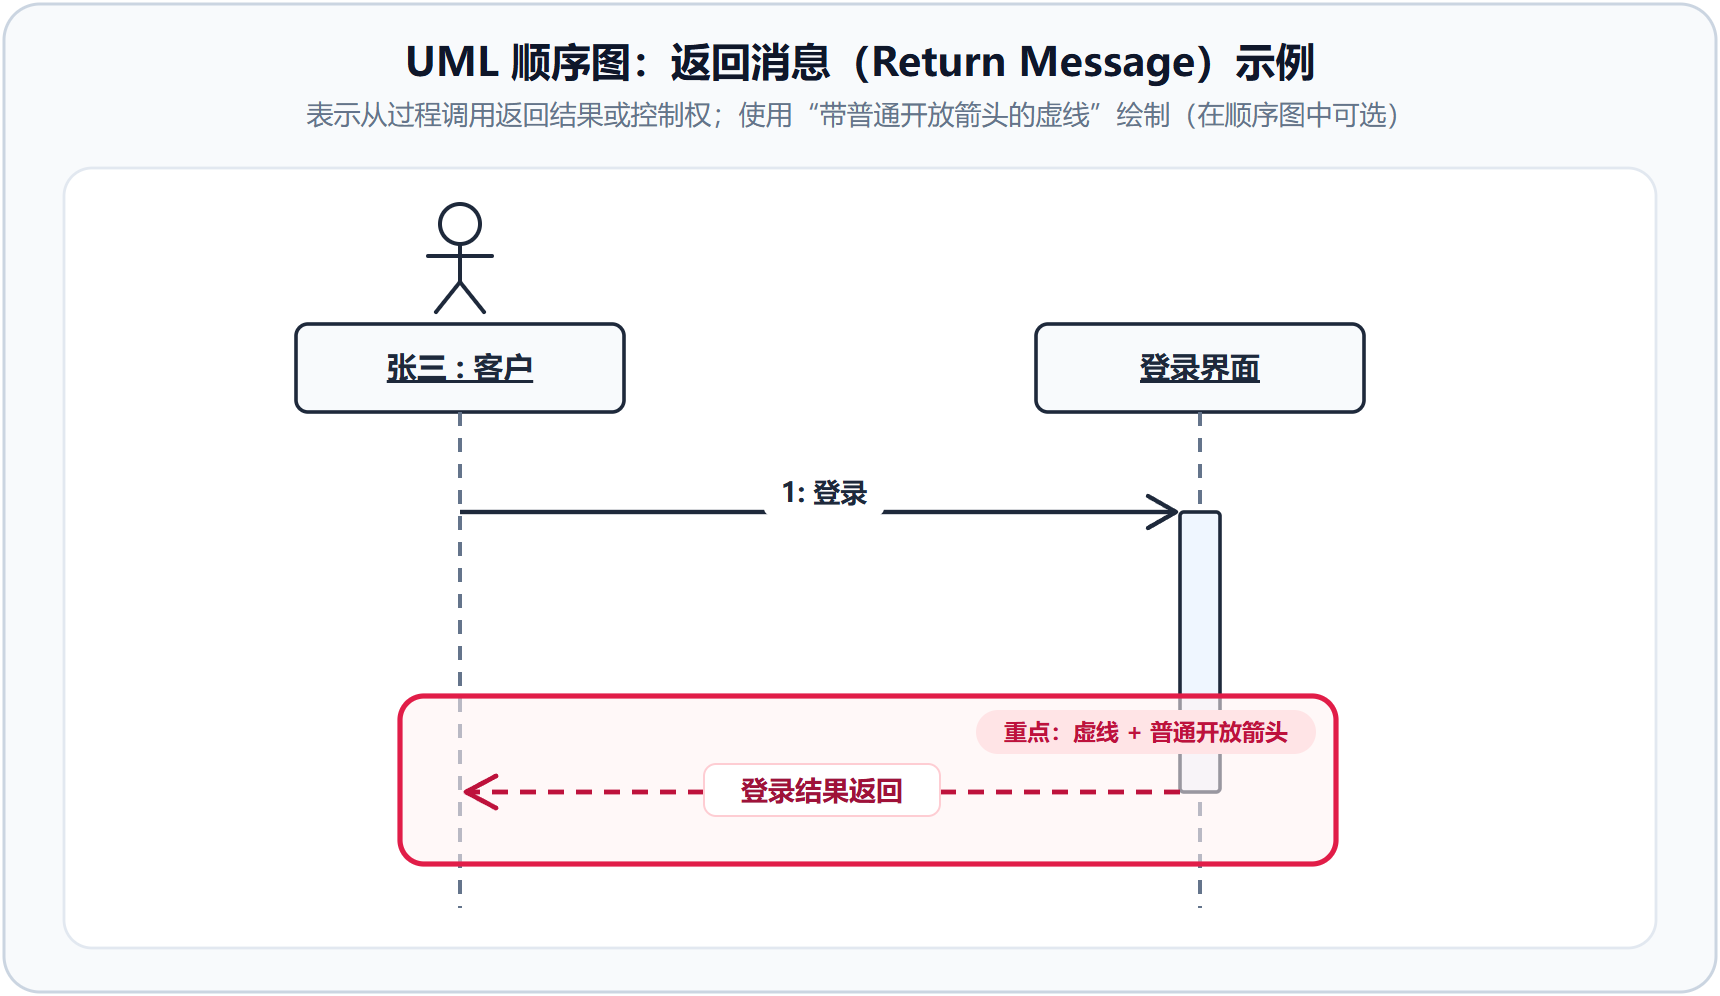 UML 顺序图：返回消息（Return Message）示例
表示从过程调用返回结果或控制权；使用“带普通开放箭头的虚线”绘制（在顺序图中可选）
张三 : 客户
登录界面
1: 登录
重点：虚线 + 普通开放箭头
登录结果返回